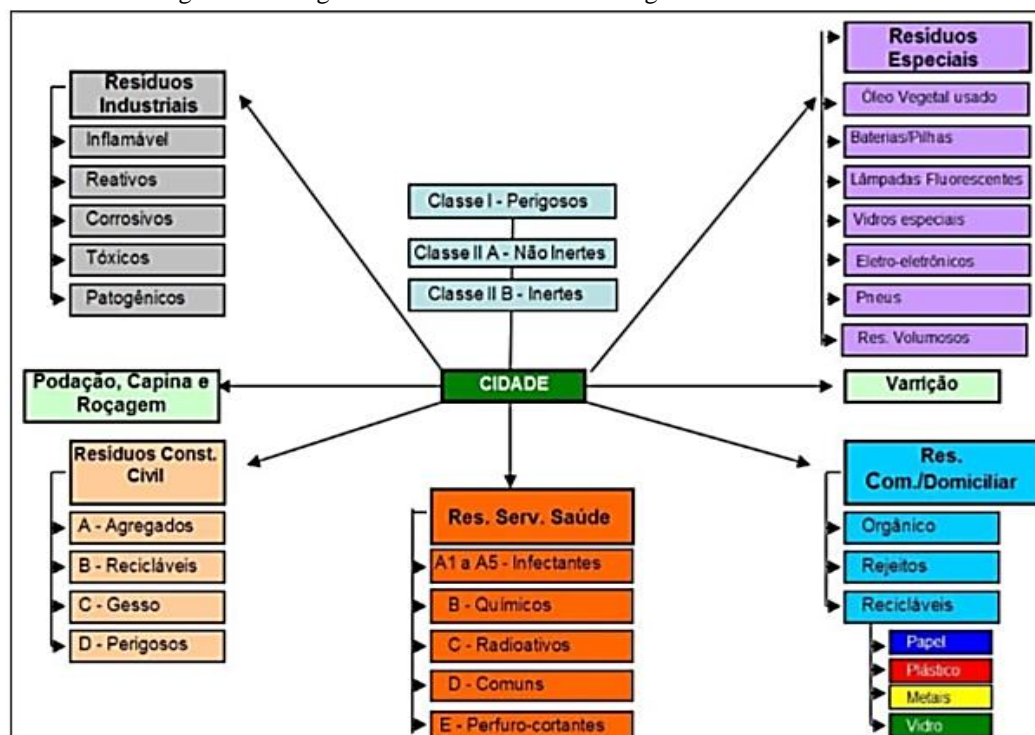 Resíduos
Industriais
Inflamável
Reativos
Corrosivos
Tóxicos
Patogênicos
Classe I - Perigosos
Classe II A - Não Inertes
Classe II B - Inertes
Residuos
Especiais
Óleo Vegetal usado
Baterias/Pilhas
Lâmpadas Fluorescentes
Vidros especiais
Eletro-eletrônicos
Pneus
Res. Volumosos
Podação, Capina e
Roçagem
CIDADE
Varrição
Resíduos Const.
Civil
A - Agregados
B - Recicláveis
C - Gesso
D - Perigosos
Res. Serv. Saúde
A1 a A5 - Infectantes
B - Químicos
C - Radioativos
D - Comuns
E - Perfuro-cortantes
Res.
Com./Domiciliar
Orgânico
Rejeitos
Recicláveis
Papel
Plástico
Metais
Vidro